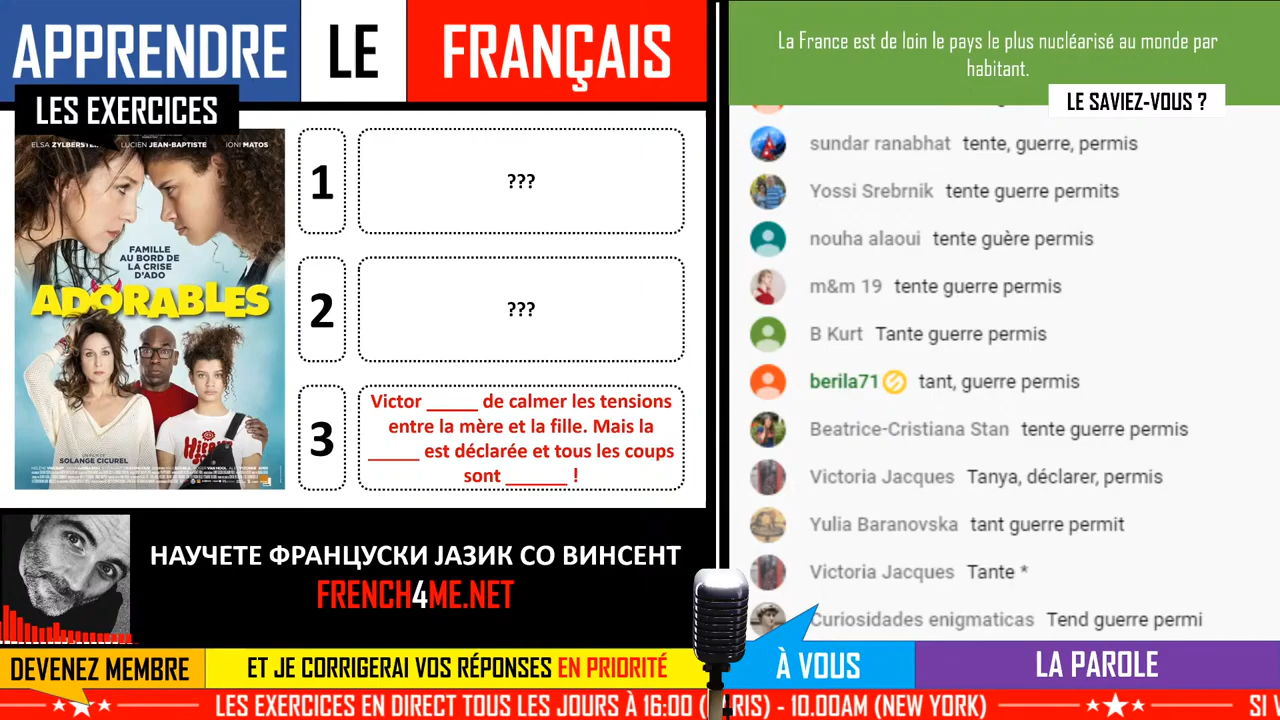 APPRENDRE LE FRANÇAIS
LES EXERCICES
ELSA ZYLBERSTEIN LUCIEN JEAN-BAPTISTE IONI MATOS
FAMILLE
AU BORD DE
LA CRISE
D'ADO
ADORABLES
UN FILM DE
SOLANGE CICUREL
1
???
2
???
3
Victor _____ de calmer les tensions
entre la mère et la fille. Mais la
_____ est déclarée et tous les coups
sont ______ !
НАУЧЕТЕ ФРАНЦУСКИ ЈАЗИК СО ВИНСЕНТ
FRENCH4ME.NET
La France est de loin le pays le plus nucléarisé au monde par
habitant.
LE SAVIEZ-VOUS ?
sundar ranabhat tente, guerre, permis
Yossi Srebrnik tente guerre permits
nouha alaoui tente guère permis
m&m 19 tente guerre permis
B Kurt Tante guerre permis
berila71 tant, guerre permis
Beatrice-Cristiana Stan tente guerre permis
Victoria Jacques Tanya, déclarer, permis
Yulia Baranovska tant guerre permit
Victoria Jacques Tante *
Curiosidades enigmaticas Tend guerre permi
DEVENEZ MEMBRE
ET JE CORRIGERAI VOS RÉPONSES EN PRIORITÉ
À VOUS
LA PAROLE
LES EXERCICES EN DIRECT TOUS LES JOURS À 16:00 (PARIS) - 10.00AM (NEW YORK) SI V